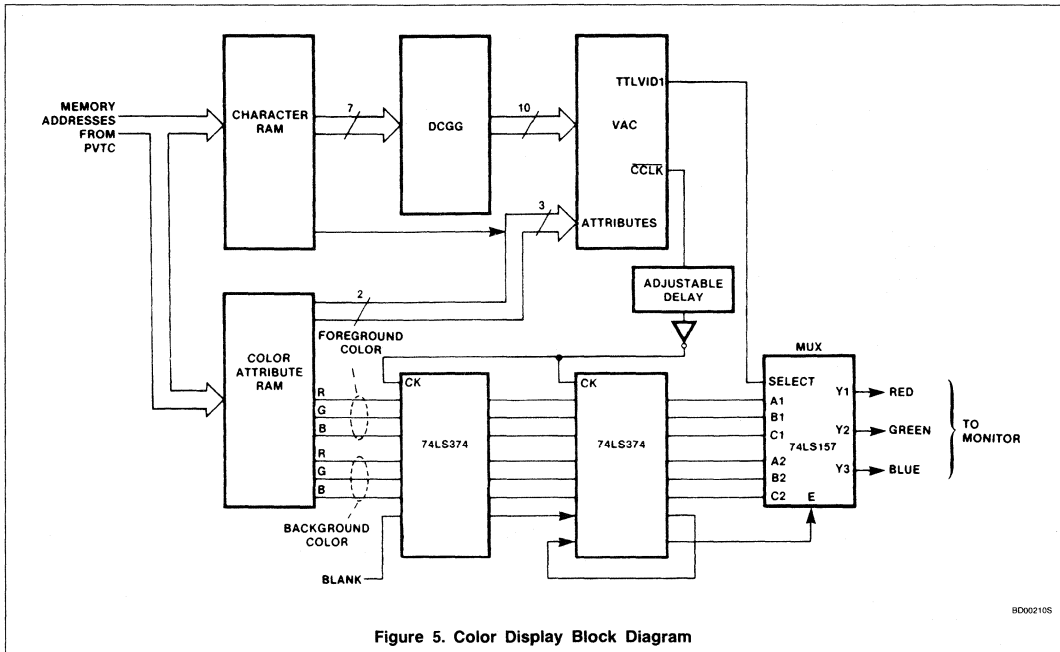 MEMORY
ADDRESSES
FROM
PVTC
CHARACTER
RAM
7
DCGG
10
TTLVID1
VAC
CCLK
ATTRIBUTES
3
2
ADJUSTABLE
DELAY
COLOR
ATTRIBUTE
RAM
FOREGROUND
COLOR
R
G
B
R
G
B
BACKGROUND
COLOR
BLANK
CK
74LS374
CK
74LS374
MUX
SELECT
A1
B1
C1
74LS157
A2
B2
C2
E
Y1
Y2
Y3
RED
GREEN
BLUE
TO
MONITOR
BD00210S
Figure 5. Color Display Block Diagram